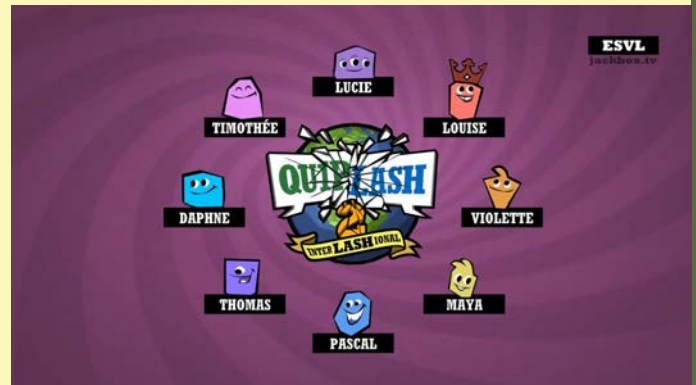 ESVL
jackbox.tv
LUCIE
TIMOTHÉE
LOUISE
QUIPLASH
2
INTERLASHIONAL
DAPHNE
VIOLETTE
THOMAS
MAYA
PASCAL